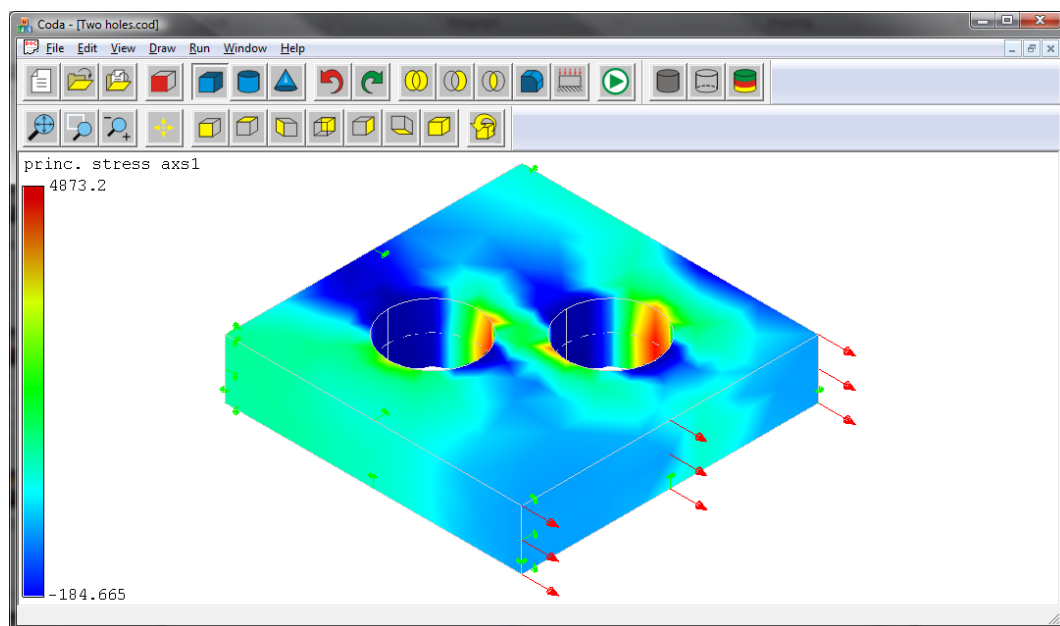 Coda - [Two holes.cod]
File Edit View Draw Run Window Help
princ. stress axs1
4873.2
-184.665